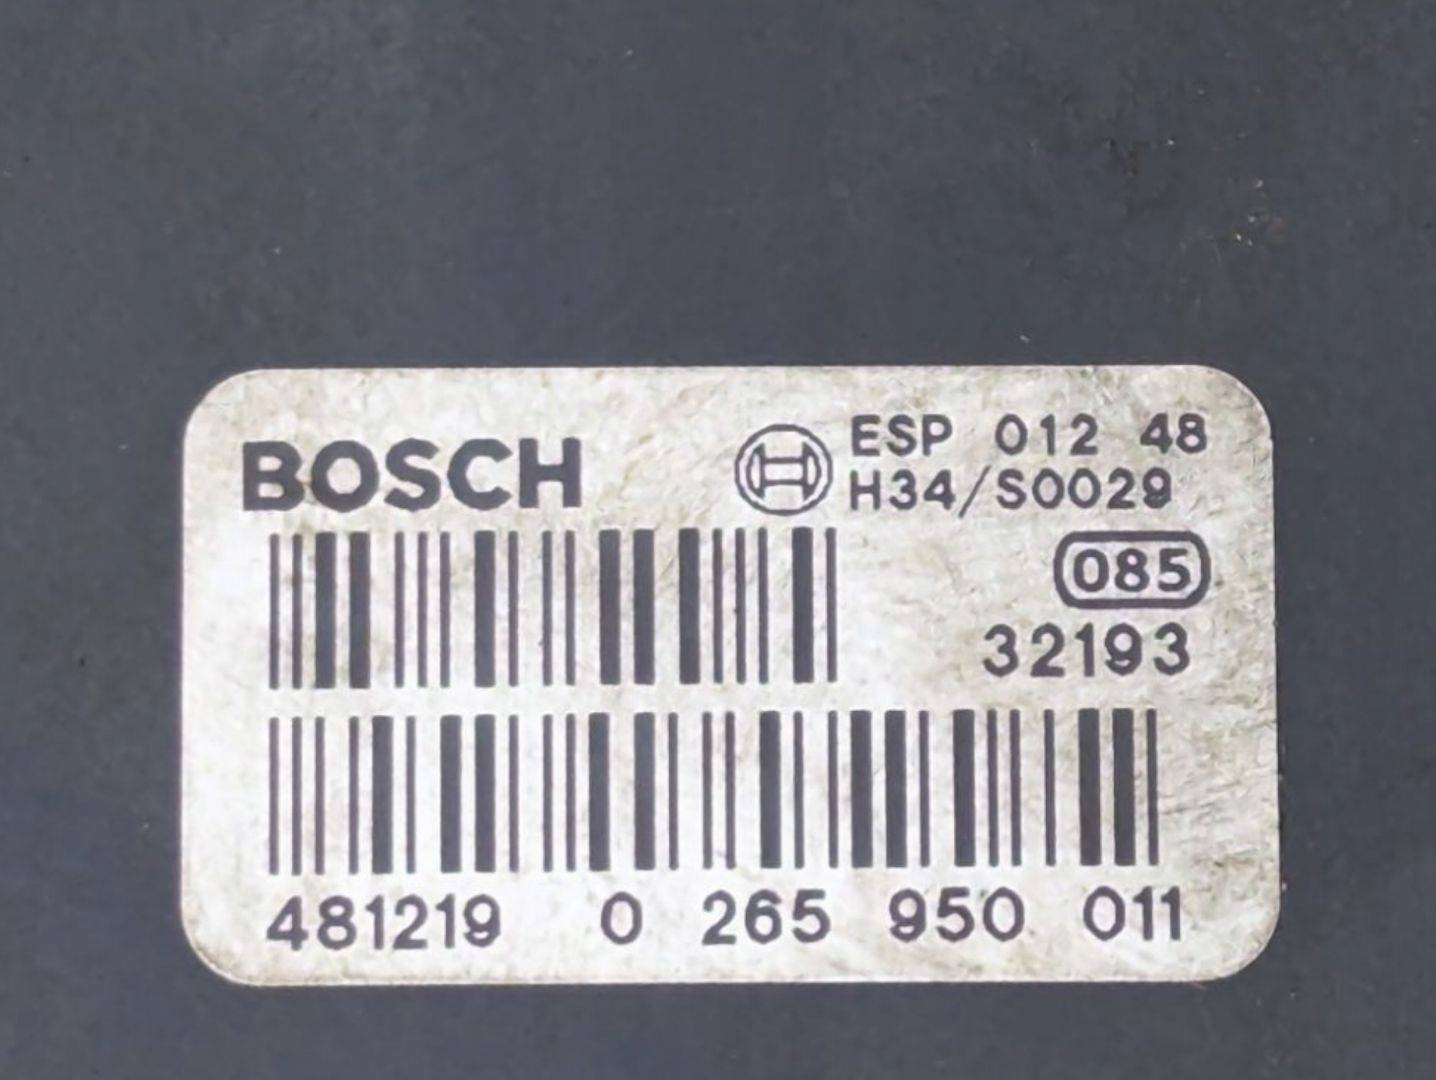 BOSCH
ESP 012 48
H34/S0029
085
32193
481219 0 265 950 011